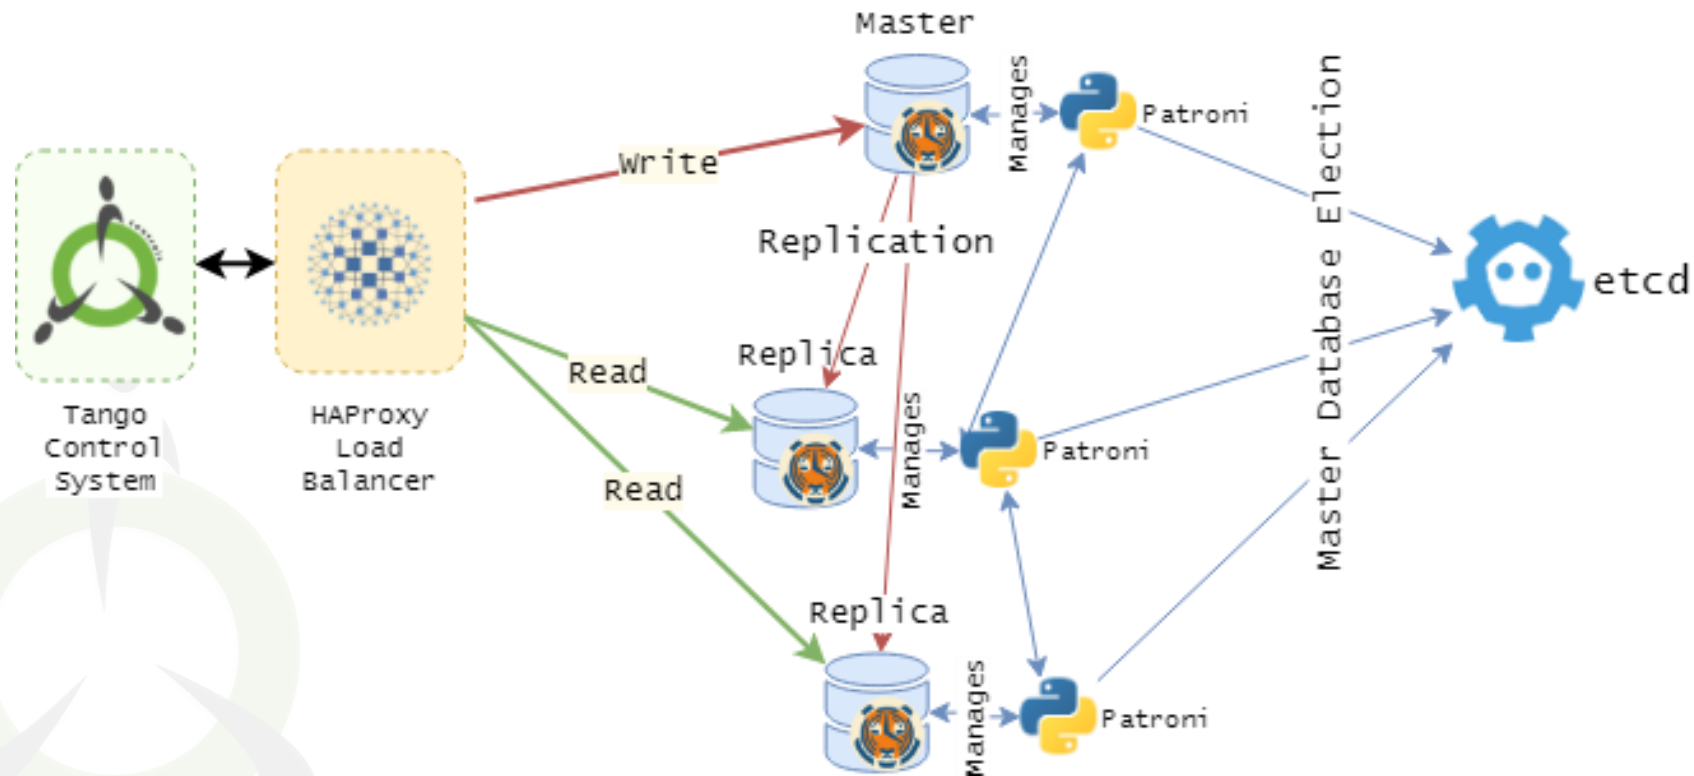 Master
Manages
Patroni
Master Database Election
Write
Replication
etcd
Replica
Read
Manages
Patroni
Tango
Control
System
HAProxy
Load
Balancer
Read
Replica
Manages
Patroni